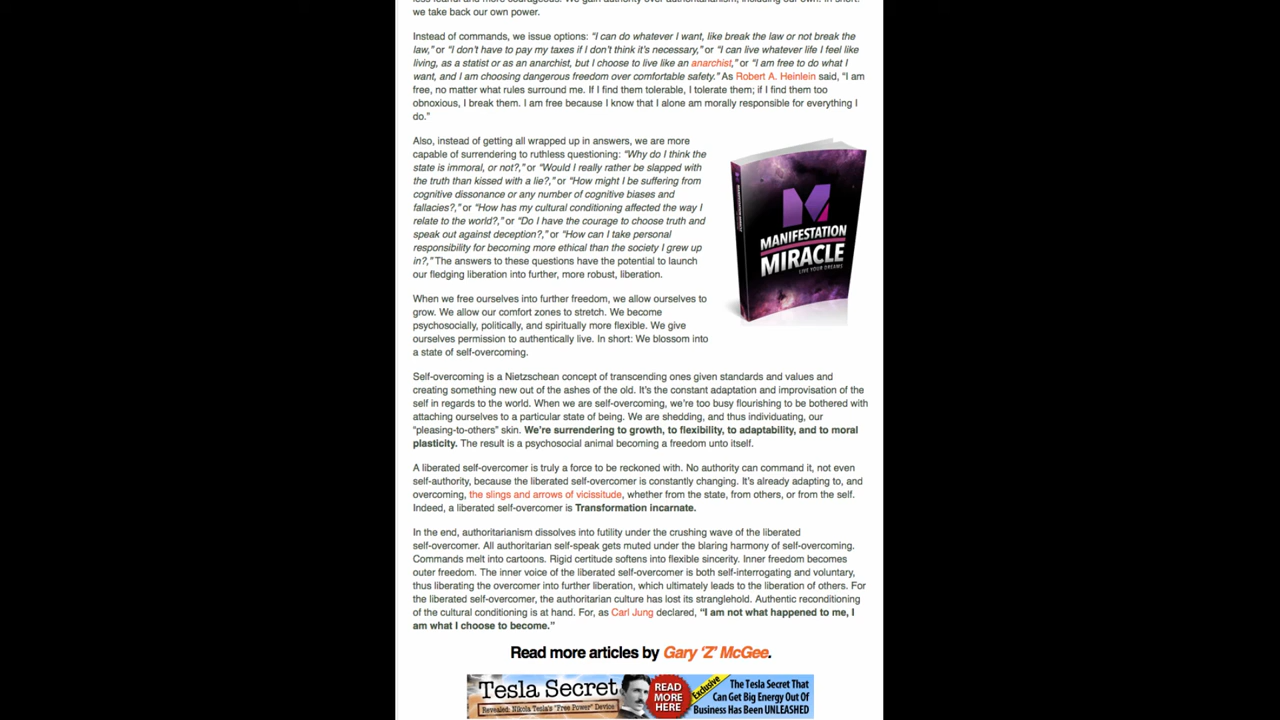 we take back our own power.
Instead of commands, we issue options: “I can do whatever I want, like break the law or not break the
law,” or “I don’t have to pay my taxes if I don’t think it’s necessary,” or “I can live whatever life I feel like
living, as a statist or as an anarchist, but I choose to live like an anarchist,” or “I am free to do what I
want, and I am choosing dangerous freedom over comfortable safety.” As Robert A. Heinlein said, “I am
free, no matter what rules surround me. If I find them tolerable, I tolerate them; if I find them too
obnoxious, I break them. I am free because I know that I alone am morally responsible for everything I
do.”
Also, instead of getting all wrapped up in answers, we are more
capable of surrendering to ruthless questioning: “Why do I think the
state is immoral, or not?,” or “Would I really rather be slapped with
the truth than kissed with a lie?,” or “How might I be suffering from
cognitive dissonance or any number of cognitive biases and
fallacies?,” or “How has my cultural conditioning affected the way I
relate to the world?,” or “Do I have the courage to choose truth and
speak out against deception?,” or “How can I take personal
responsibility for becoming more ethical than the society I grew up
in?,” The answers to these questions have the potential to launch
our fledging liberation into further, more robust, liberation.
MANIFESTATION
MIRACLE
LIVE YOUR DREAMS
When we free ourselves into further freedom, we allow ourselves to
grow. We allow our comfort zones to stretch. We become
psychosocially, politically, and spiritually more flexible. We give
ourselves permission to authentically live. In short: We blossom into
a state of self-overcoming.
Self-overcoming is a Nietzschean concept of transcending ones given standards and values and
creating something new out of the ashes of the old. It’s the constant adaptation and improvisation of the
self in regards to the world. When we are self-overcoming, we’re too busy flourishing to be bothered with
attaching ourselves to a particular state of being. We are shedding, and thus individuating, our
“pleasing-to-others” skin. We’re surrendering to growth, to flexibility, to adaptability, and to moral
plasticity. The result is a psychosocial animal becoming a freedom unto itself.
A liberated self-overcomer is truly a force to be reckoned with. No authority can command it, not even
self-authority, because the liberated self-overcomer is constantly changing. It’s already adapting to, and
overcoming, the slings and arrows of vicissitude, whether from the state, from others, or from the self.
Indeed, a liberated self-overcomer is Transformation incarnate.
In the end, authoritarianism dissolves into futility under the crushing wave of the liberated
self-overcomer. All authoritarian self-speak gets muted under the blaring harmony of self-overcoming.
Commands melt into cartoons. Rigid certitude softens into flexible sincerity. Inner freedom becomes
outer freedom. The inner voice of the liberated self-overcomer is both self-interrogating and voluntary,
thus liberating the overcomer into further liberation, which ultimately leads to the liberation of others. For
the liberated self-overcomer, the authoritarian culture has lost its stranglehold. Authentic reconditioning
of the cultural conditioning is at hand. For, as Carl Jung declared, “I am not what happened to me, I
am what I choose to become.”
Read more articles by Gary ‘Z’ McGee.
Tesla Secret
Revealed: Nikola Tesla's "Free Power" Device
READ
MORE
HERE
Exclusive
The Tesla Secret That
Can Get Big Energy Out Of
Business Has Been UNLEASHED